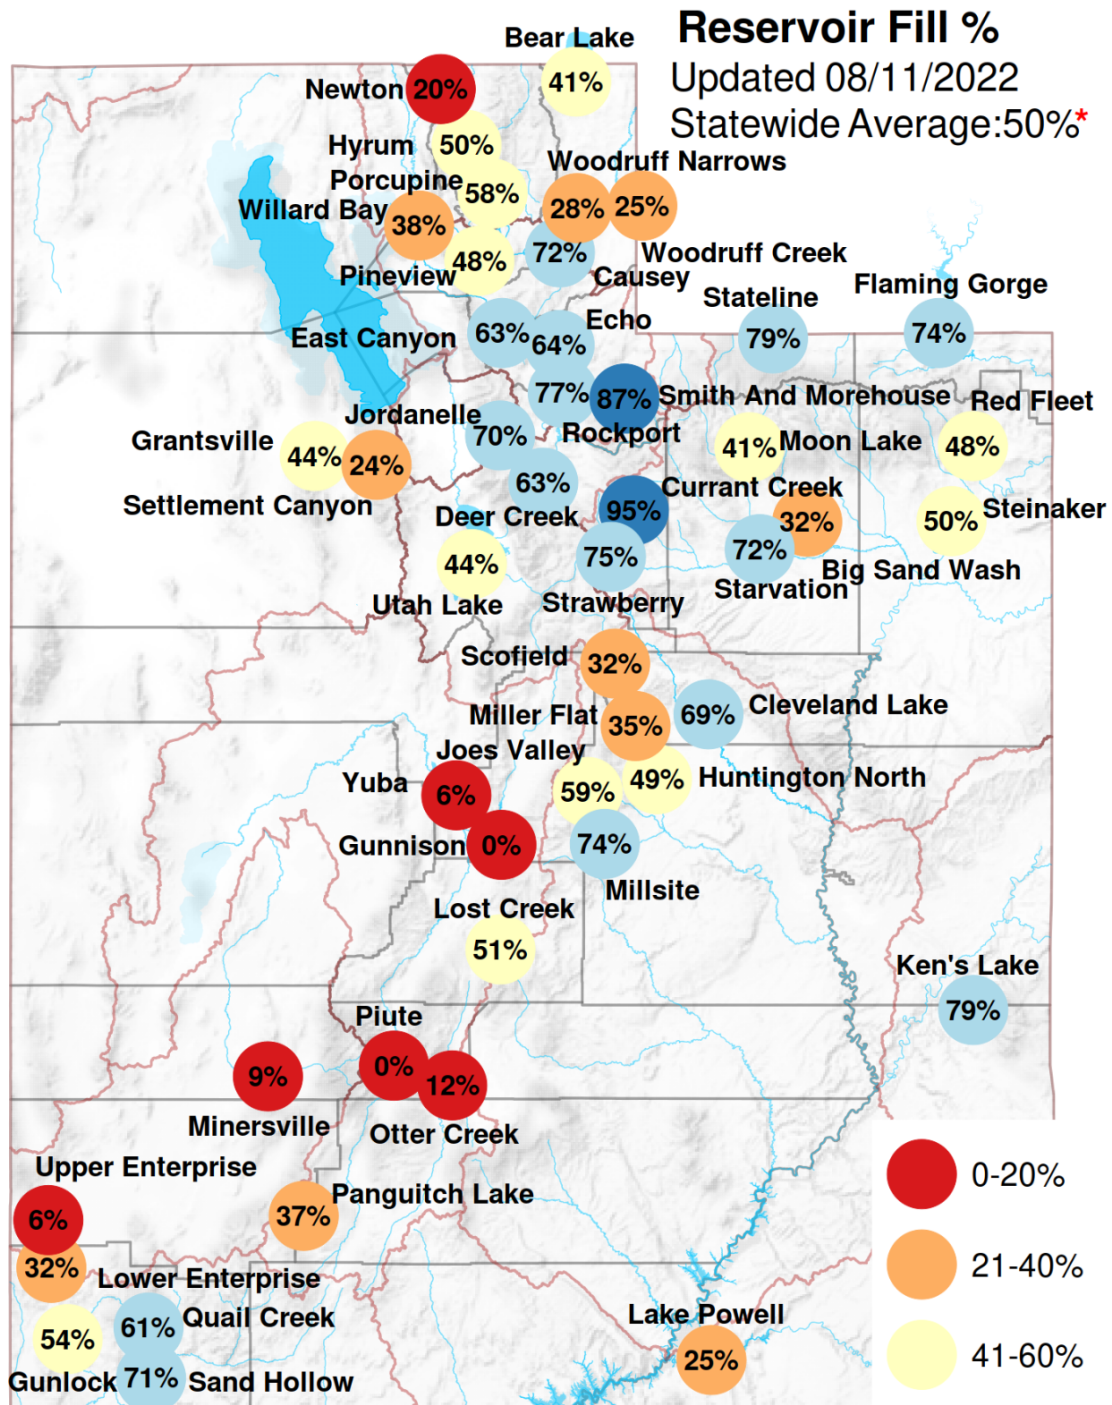 Reservoir Fill %
Updated 08/11/2022
Statewide Average:50%*
Bear Lake
41%
Newton
20%
Hyrum
50%
Woodruff Narrows
Porcupine
58%
Willard Bay
38%
28%
25%
Woodruff Creek
Pineview
48%
72%
Causey
Stateline
79%
Flaming Gorge
74%
East Canyon
63%
Echo
64%
77%
87%
Smith And Morehouse
Rockport
Red Fleet
48%
Jordanelle
70%
Grantsville
44%
24%
Settlement Canyon
41%
Moon Lake
63%
Deer Creek
Currant Creek
95%
32%
Big Sand Wash
50%
Steinaker
72%
Starvation
44%
Utah Lake
75%
Strawberry
Scofield
32%
Miller Flat
35%
69%
Cleveland Lake
Joes Valley
59%
49%
Huntington North
Yuba
6%
Gunnison
0%
74%
Millsite
Lost Creek
51%
Ken's Lake
79%
Piute
0%
12%
Otter Creek
9%
Minersville
Upper Enterprise
6%
Panguitch Lake
37%
32%
Lower Enterprise
61%
Quail Creek
54%
Gunlock
71%
Sand Hollow
Lake Powell
25%
0-20%
21-40%
41-60%